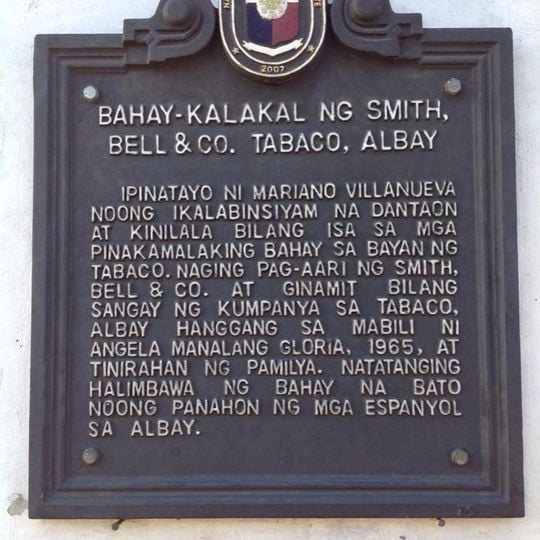 2007
BAHAY-KALAKAL NG SMITH,
BELL & CO. TABACO, ALBAY
IPINATAYO NI MARIANO VILLANUEVA
NOONG IKALABINSIYAM NA DANTAON
AT KINILALA BILANG ISA SA MGA
PINAKAMALAKING BAHAY SA BAYAN NG
TABACO. NAGING PAG-AARI NG SMITH,
BELL & CO. AT GINAMIT BILANG
SANGAY NG KUMPANYA SA TABACO,
ALBAY HANGGANG SA MABILI NI
ANGELA MANALANG GLORIA, 1965, AT
TINIRAHAN NG PAMILYA. NATATANGING
HALIMBAWA NG BAHAY NA BATO
NOONG PANAHON NG MGA ESPANYOL
SA ALBAY.